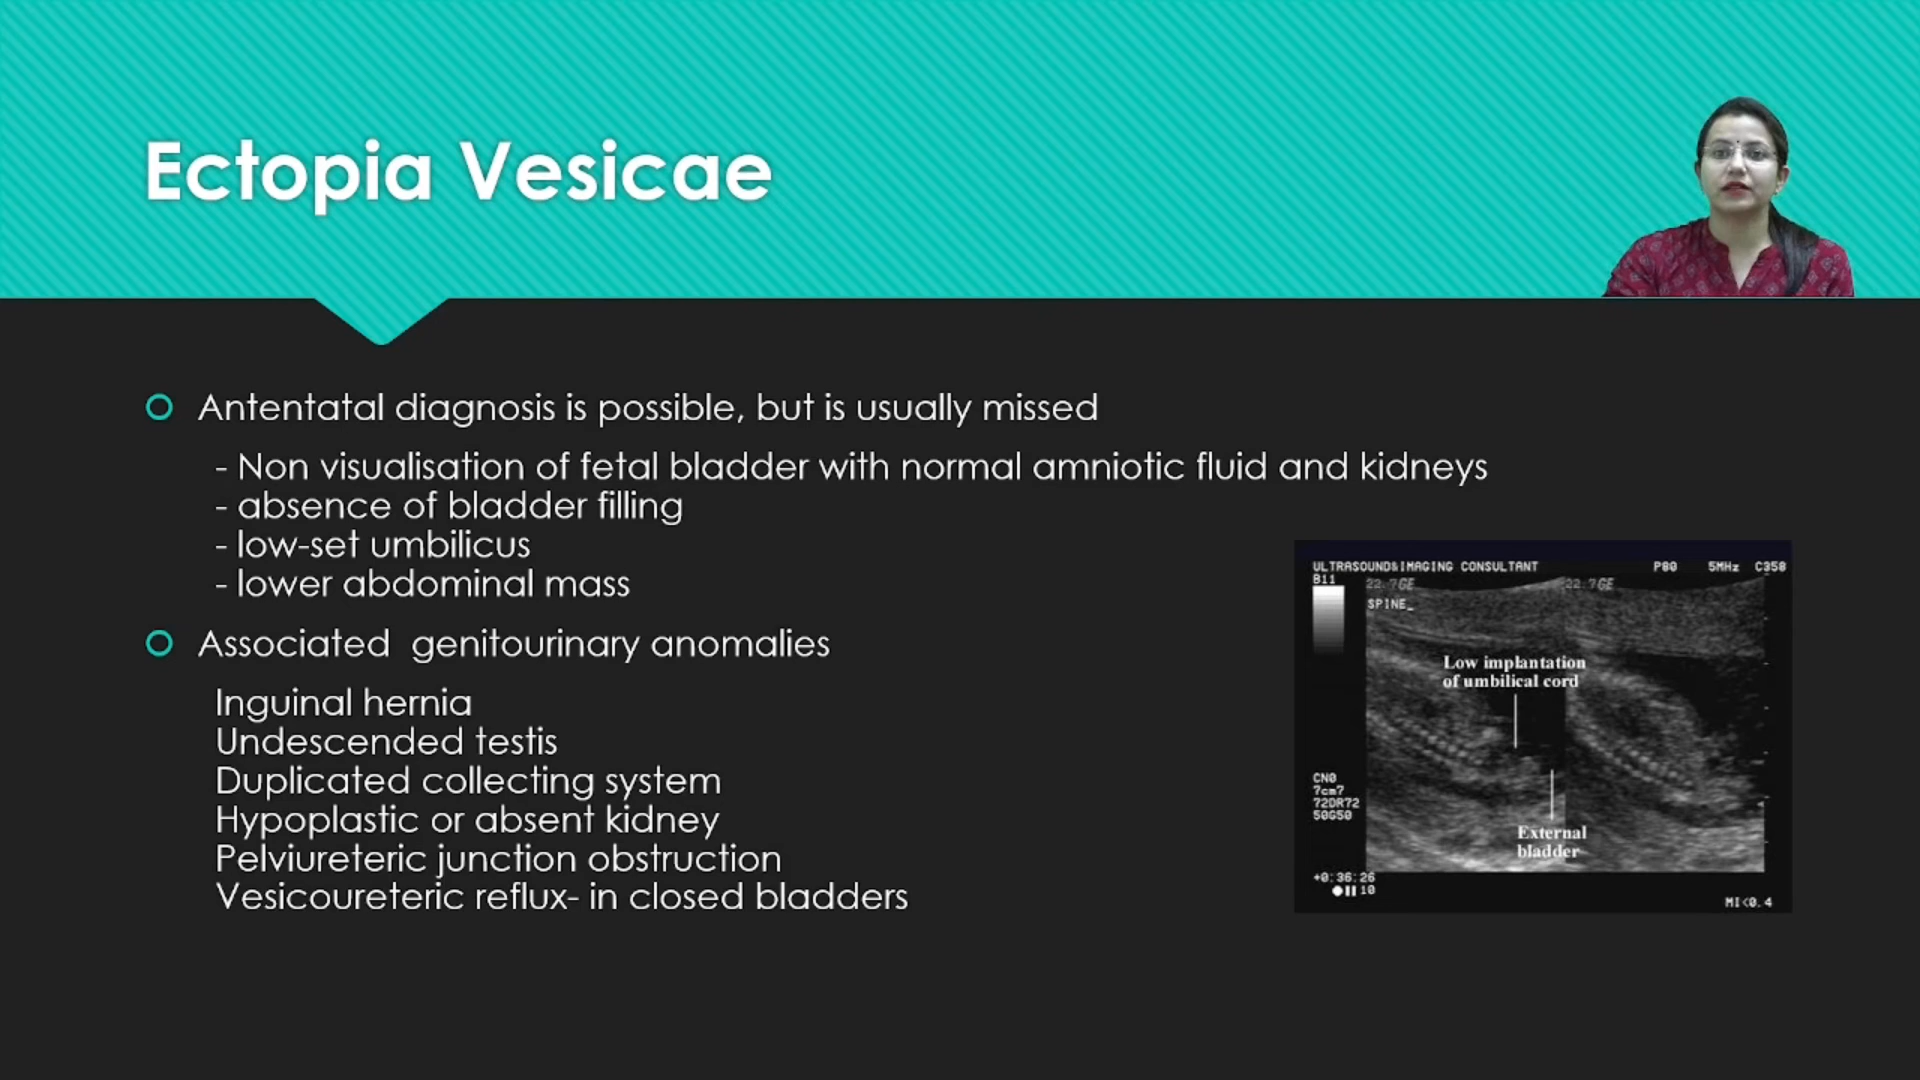 Ectopia Vesicae
Antentatal diagnosis is possible, but is usually missed
- Non visualisation of fetal bladder with normal amniotic fluid and kidneys
- absence of bladder filling
- low-set umbilicus
- lower abdominal mass
Associated genitourinary anomalies
Inguinal hernia
Undescended testis
Duplicated collecting system
Hypoplastic or absent kidney
Pelviureteric junction obstruction
Vesicoureteric reflux- in closed bladders
ULTRASOUND&IMAGING CONSULTANT P80 5MHz C358
B11 22.7GE 22.7GE
SPINE_
Low implantation
of umbilical cord
CN0
7cm7
72DR72
50G50
External
bladder
+0:36:26
10
MI<0.4